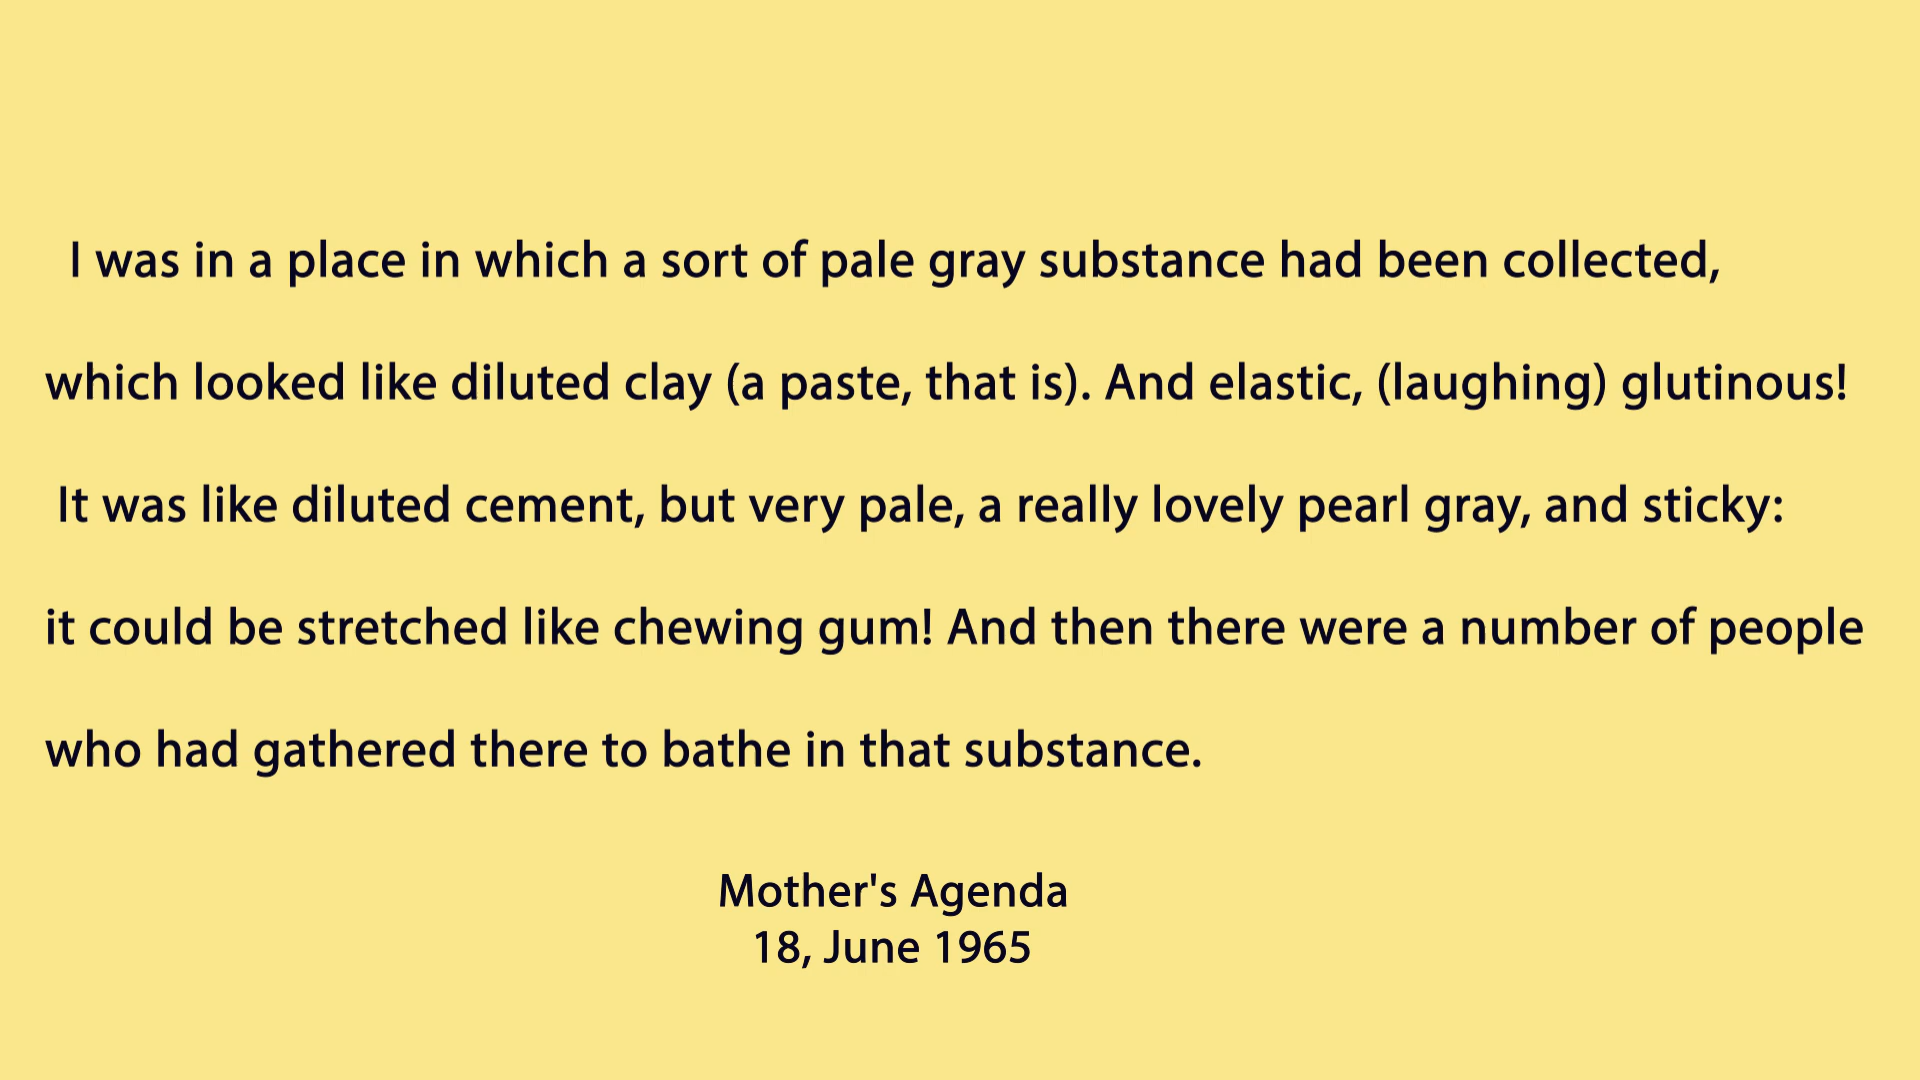 I was in a place in which a sort of pale gray substance had been collected,
which looked like diluted clay (a paste, that is). And elastic, (laughing) glutinous!
It was like diluted cement, but very pale, a really lovely pearl gray, and sticky:
it could be stretched like chewing gum! And then there were a number of people
who had gathered there to bathe in that substance.
Mother's Agenda
18, June 1965